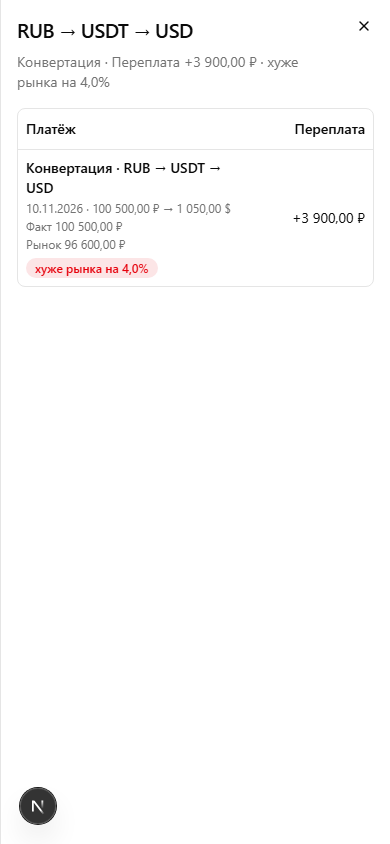 RUB → USDT → USD
Конвертация · Переплата +3 900,00 ₽ · хуже
рынка на 4,0%
Платёж Переплата
Конвертация · RUB → USDT →
USD
10.11.2026 · 100 500,00 ₽ → 1 050,00 $
Факт 100 500,00 ₽
Рынок 96 600,00 ₽
+3 900,00 ₽
хуже рынка на 4,0%
N